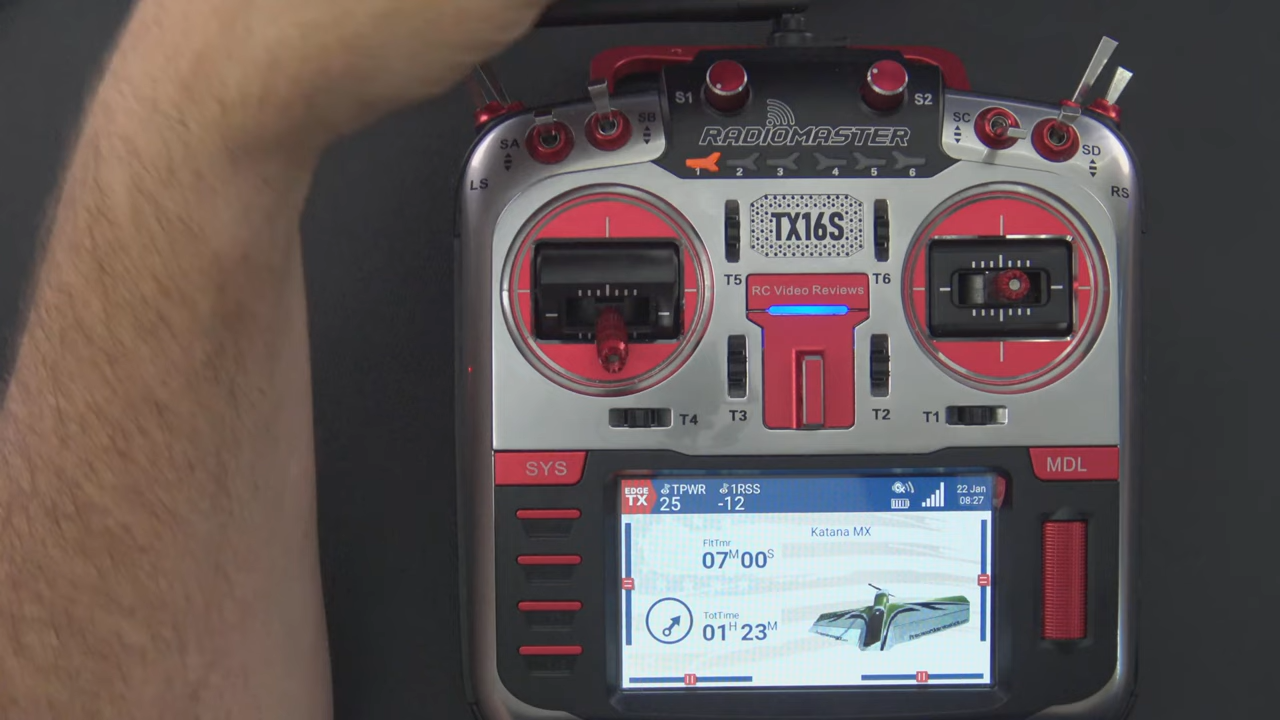 S1
S2
SB
SA
LS
SC
SD
RS
RADIOMASTER
1 2 3 4 5 6
TX16S
T5
T6
RC Video Reviews
T3
T2
T4
T1
SYS
MDL
EDGE
TX
TPWR
25
1RSS
-12
22 Jan
08:27
Katana MX
FltTmr
07M00S
TotTime
01H23M